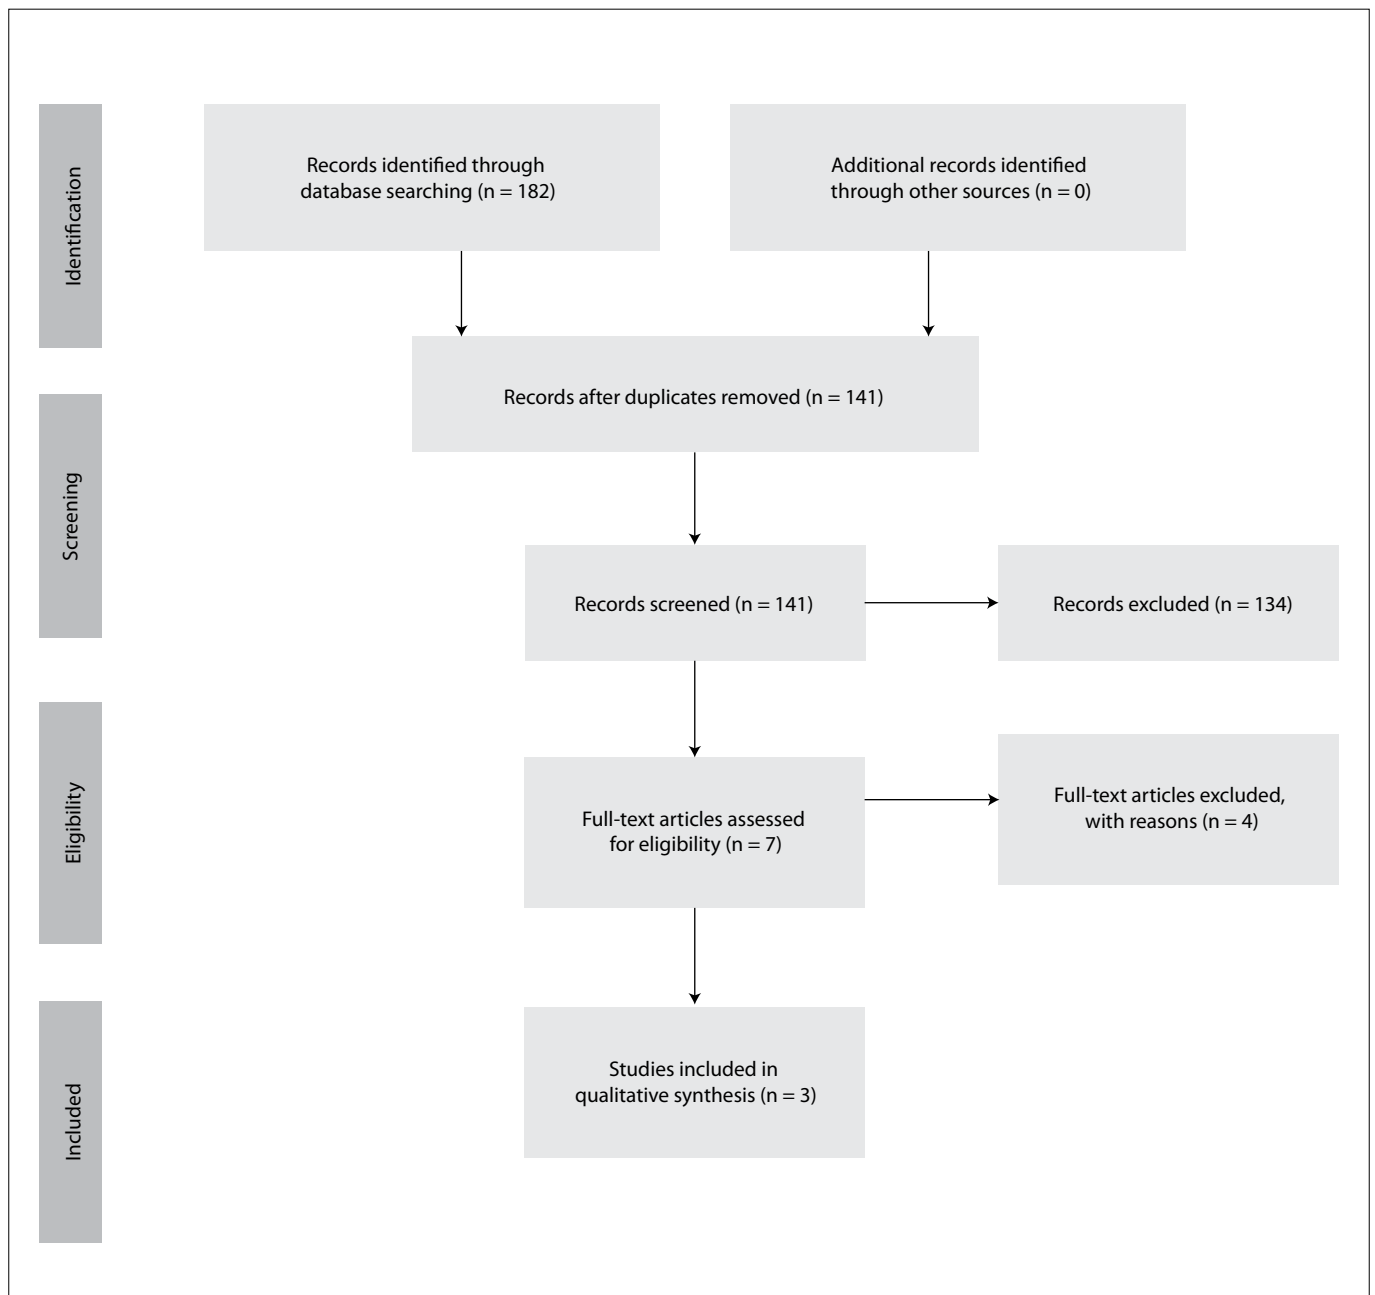 Identification
Records identified through
database searching (n = 182)
Additional records identified
through other sources (n = 0)
Records after duplicates removed (n = 141)
Screening
Records screened (n = 141)
Records excluded (n = 134)
Eligibility
Full-text articles assessed
for eligibility (n = 7)
Full-text articles excluded,
with reasons (n = 4)
Included
Studies included in
qualitative synthesis (n = 3)